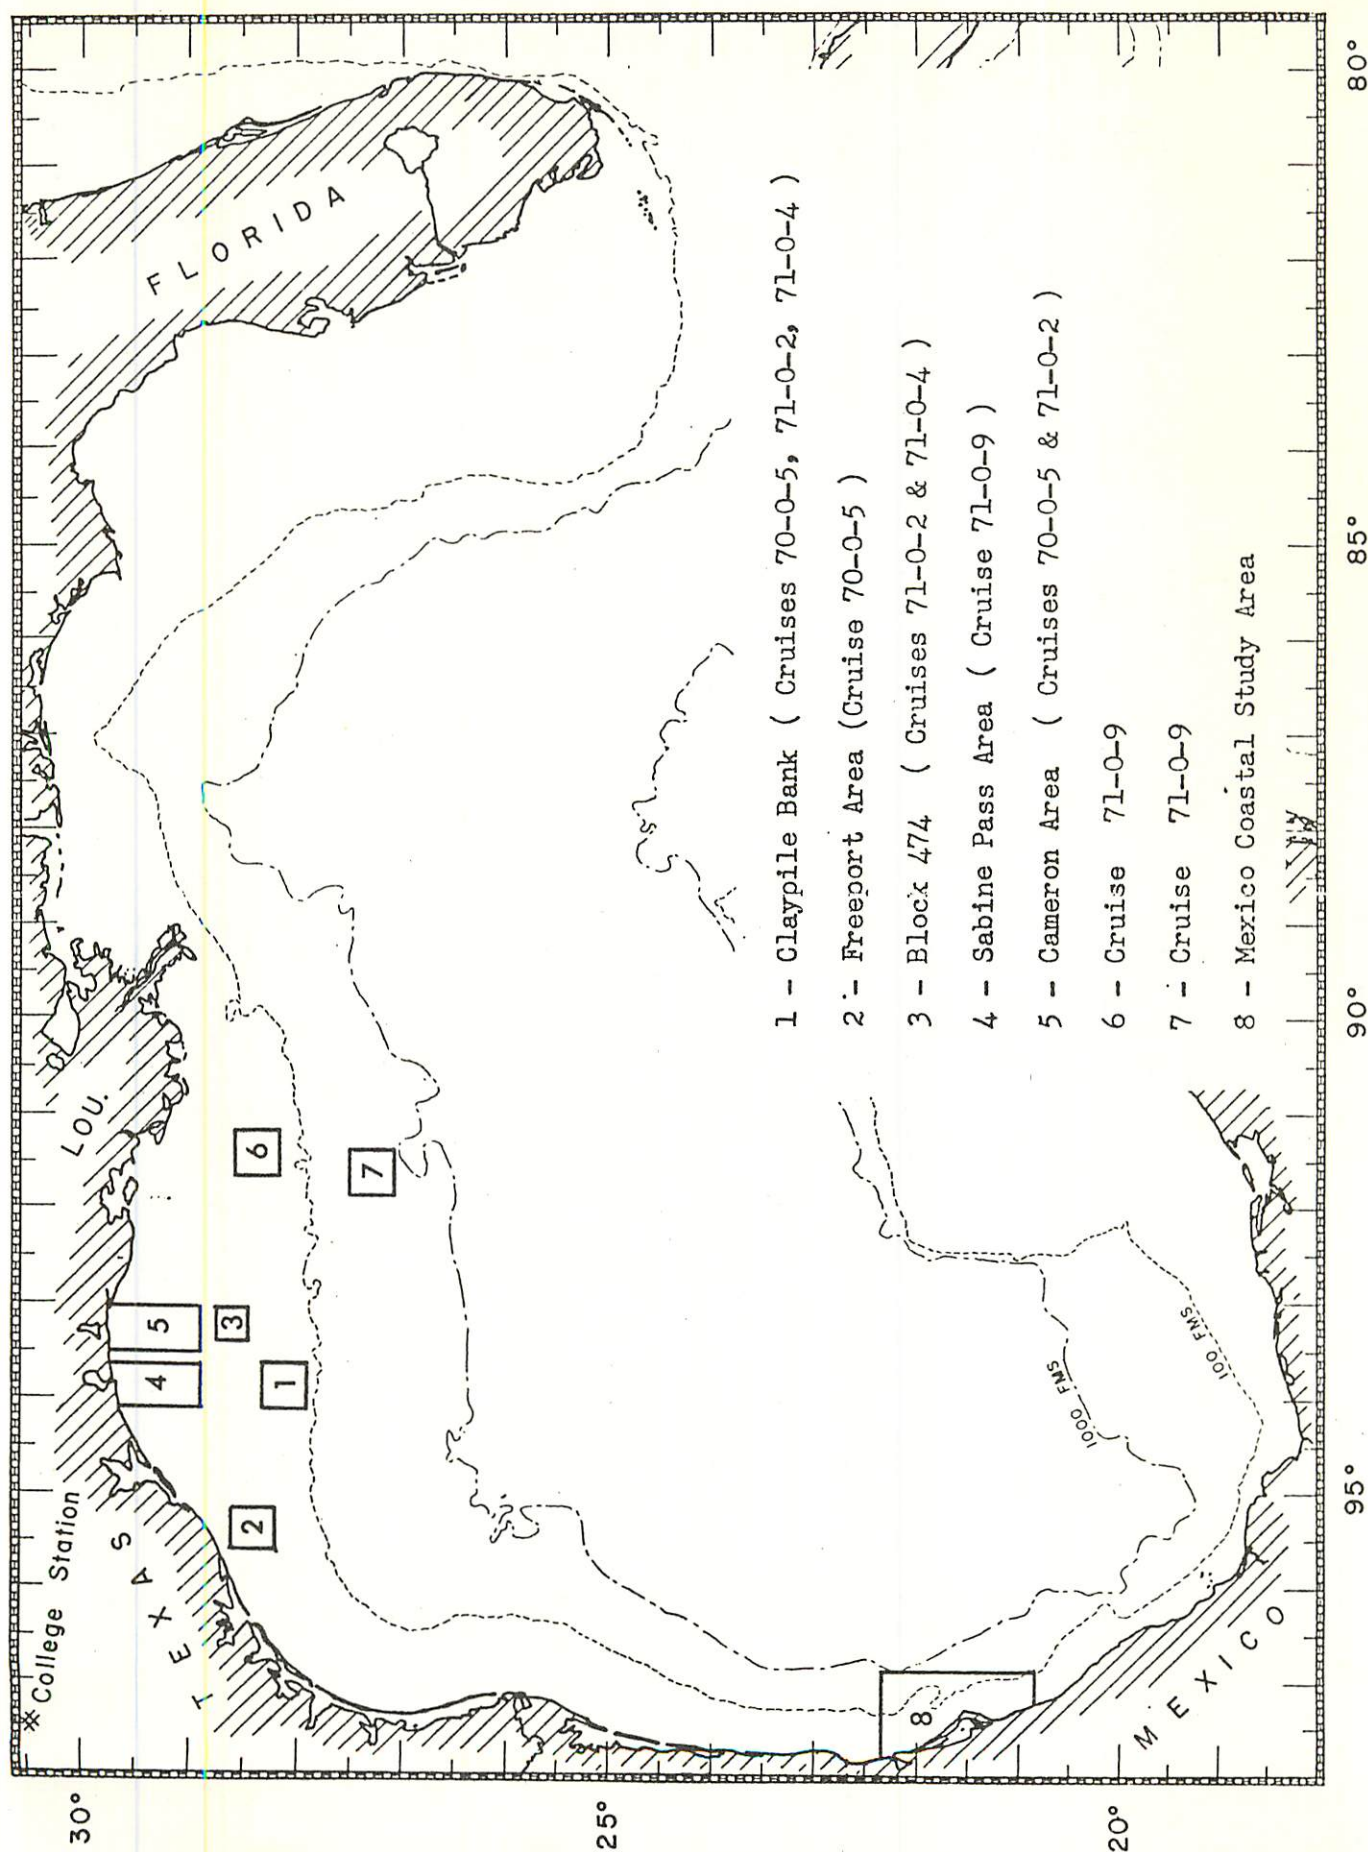 * College Station
TEXAS
LOU.
FLORIDA
MEXICO
4
5
3
1
2
6
7
8
1000 FMS
100 FMS
1 - Claypile Bank ( Cruises 70-0-5, 71-0-2, 71-0-4 )
2 - Freeport Area (Cruise 70-0-5 )
3 - Block 474 ( Cruises 71-0-2 & 71-0-4 )
4 - Sabine Pass Area ( Cruise 71-0-9 )
5 - Cameron Area ( Cruises 70-0-5 & 71-0-2 )
6 - Cruise 71-0-9
7 - Cruise 71-0-9
8 - Mexico Coastal Study Area
30°
25°
20°
95°
90°
85°
80°